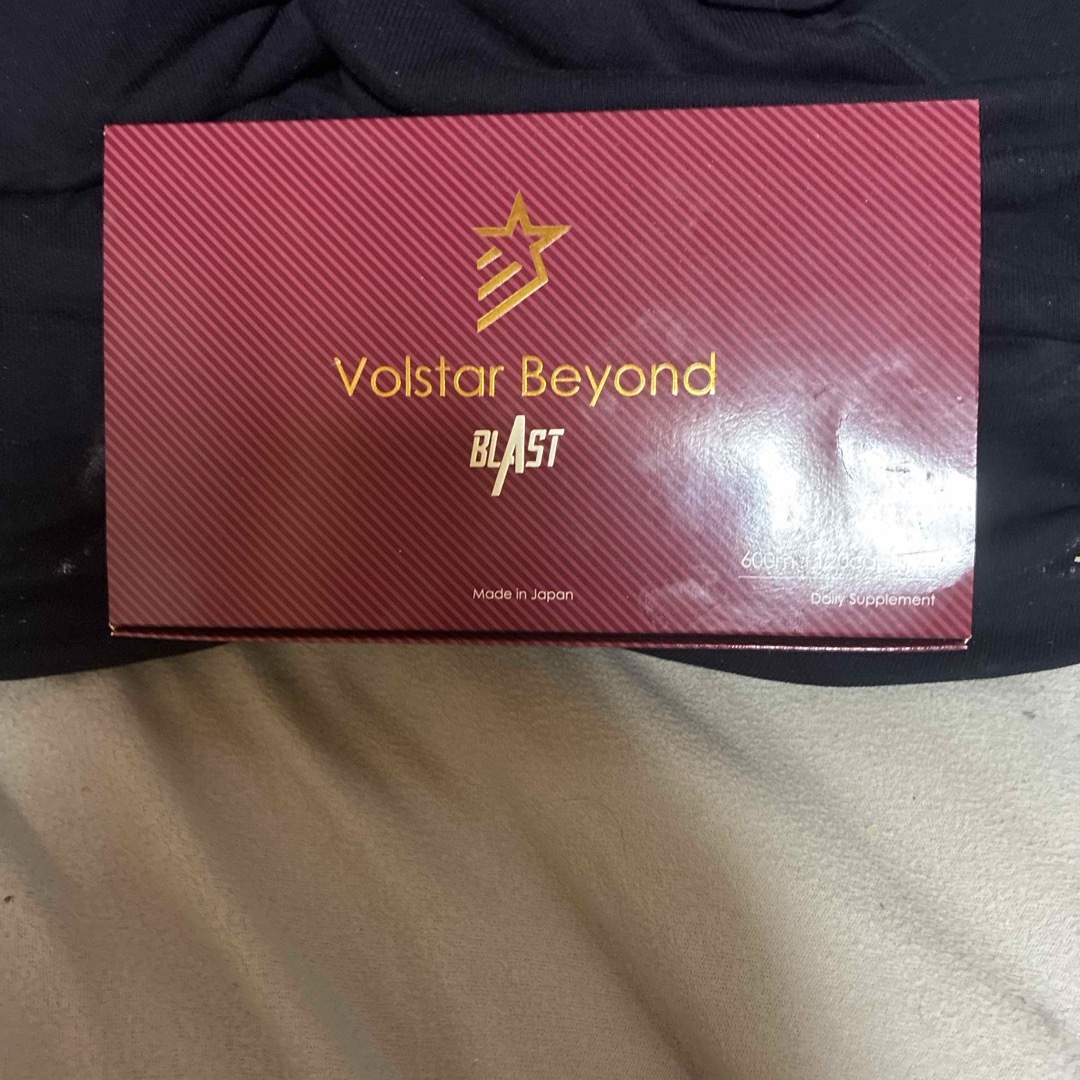 Volstar Beyond
BLAST
Made in Japan
Daily Supplement